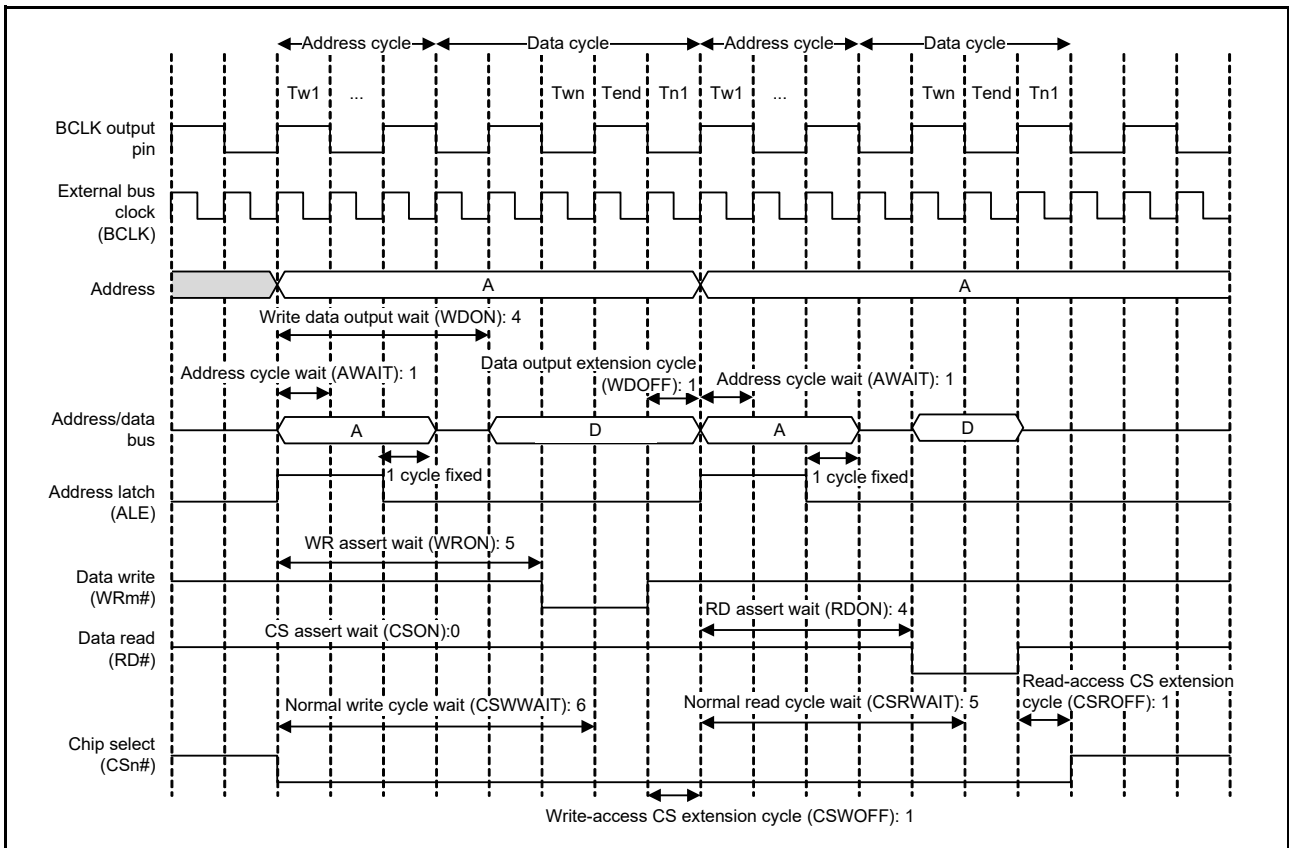 Address cycle Data cycle Address cycle Data cycle
Tw1 ... Twn Tend Tn1 Tw1 ... Twn Tend Tn1
BCLK output
pin
External bus
clock
(BCLK)
Address
A A
Write data output wait (WDON): 4
Data output extension cycle
(WDOFF): 1
Address cycle wait (AWAIT): 1
Address cycle wait (AWAIT): 1
Address/data
bus
A D A D
1 cycle fixed
1 cycle fixed
Address latch
(ALE)
WR assert wait (WRON): 5
Data write
(WRm#)
RD assert wait (RDON): 4
CS assert wait (CSON):0
Data read
(RD#)
Read-access CS extension
cycle (CSROFF): 1
Normal write cycle wait (CSWWAIT): 6
Normal read cycle wait (CSRWAIT): 5
Chip select
(CSn#)
Write-access CS extension cycle (CSWOFF): 1